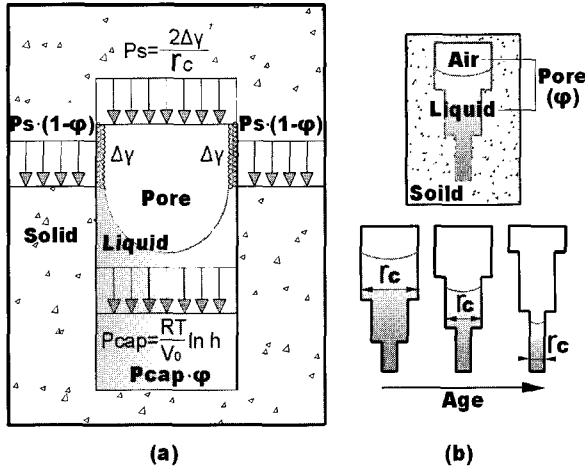 Ps=2Δγ/rc
Ps·(1-φ)
Ps·(1-φ)
Δγ
Δγ
Pore
Solid
Liquid
Pcap=RT/V₀ ln h
Pcap·φ
(a)
Air
Pore
(φ)
Liquid
Soild
rc
rc
rc
Age
(b)